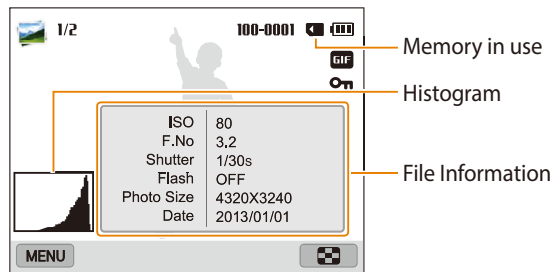 1/2
100-0001
GIF
ISO 80
F.No 3.2
Shutter 1/30s
Flash OFF
Photo Size 4320X3240
Date 2013/01/01
MENU
Memory in use
Histogram
File Information